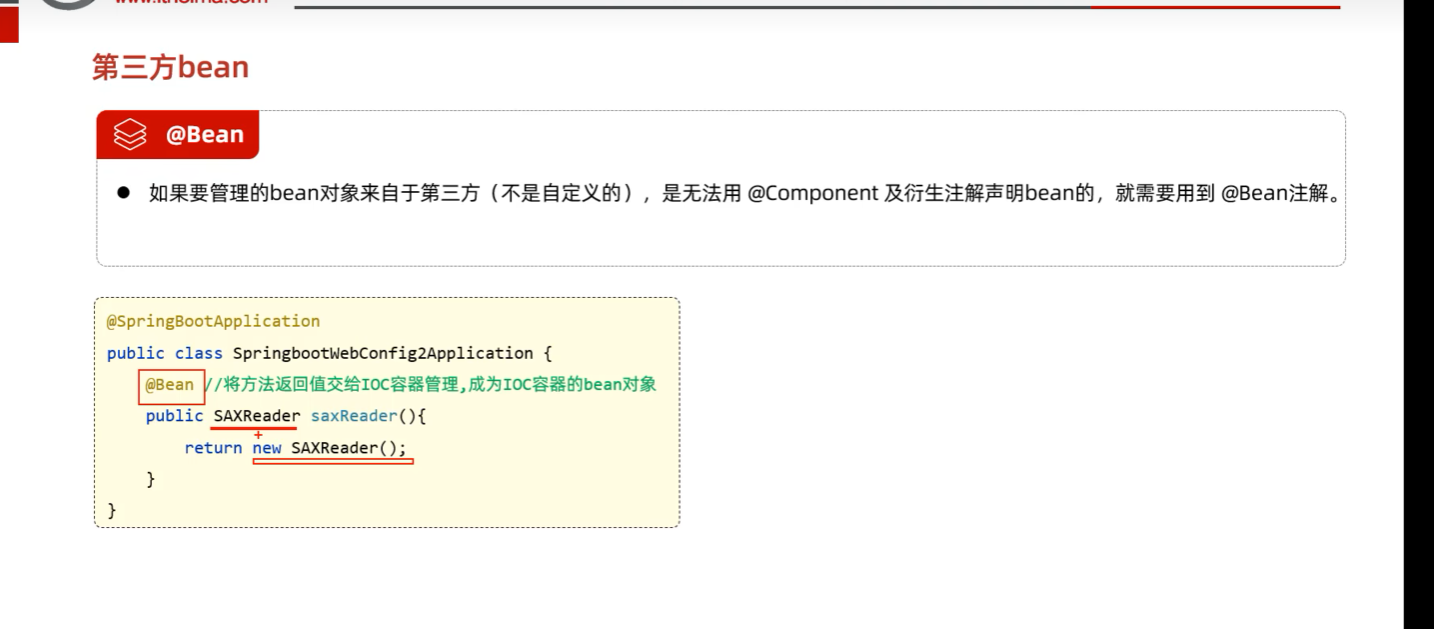 第三方bean
@Bean
● 如果要管理的bean对象来自于第三方（不是自定义的），是无法用 @Component 及衍生注解声明bean的，就需要用到 @Bean注解。
@SpringBootApplication
public class SpringbootWebConfig2Application {
@Bean //将方法返回值交给IOC容器管理,成为IOC容器的bean对象
public SAXReader saxReader(){
return new SAXReader();
}
}